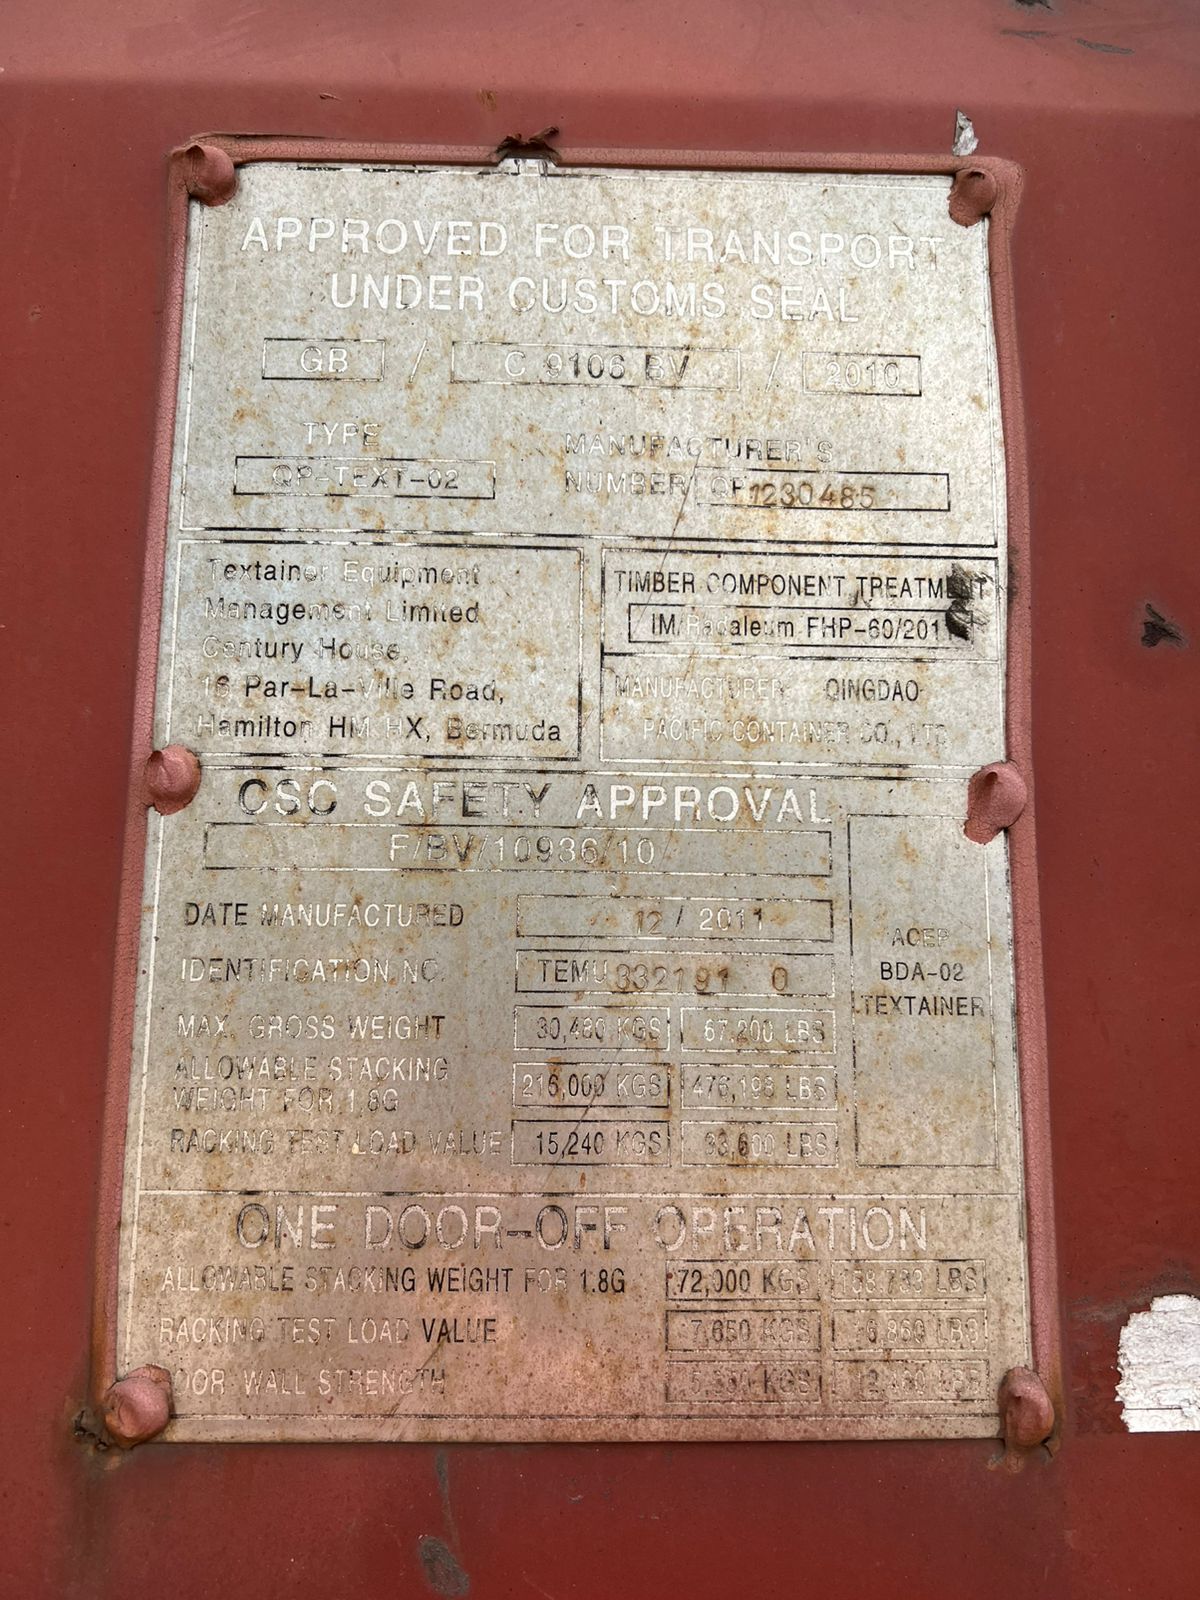 APPROVED FOR TRANSPORT
UNDER CUSTOMS SEAL
GB / C 9106 BV / 2010
TYPE
QP-TEXT-02
MANUFACTURER'S
NUMBER QP1230485
Textainer Equipment
Management Limited
Century House,
16 Par-La-Ville Road,
Hamilton HM HX, Bermuda
TIMBER COMPONENT TREATMENT
IM/Radaleum FHP-60/201
MANUFACTURER: QINGDAO
PACIFIC CONTAINER CO., LTD
CSC SAFETY APPROVAL
F/BV/10936/10
DATE MANUFACTURED 12 / 2011
IDENTIFICATION NO. TEMU 332191 0
MAX. GROSS WEIGHT 30,480 KGS 67,200 LBS
ALLOWABLE STACKING
WEIGHT FOR 1.8G 216,000 KGS 476,198 LBS
RACKING TEST LOAD VALUE 15,240 KGS 33,600 LBS
ACEP
BDA-02
TEXTAINER
ONE DOOR-OFF OPERATION
ALLOWABLE STACKING WEIGHT FOR 1.8G 72,000 KGS LBS
RACKING TEST LOAD VALUE 7,650 KGS 16,860 LBS
DOOR WALL STRENGTH KGS LBS